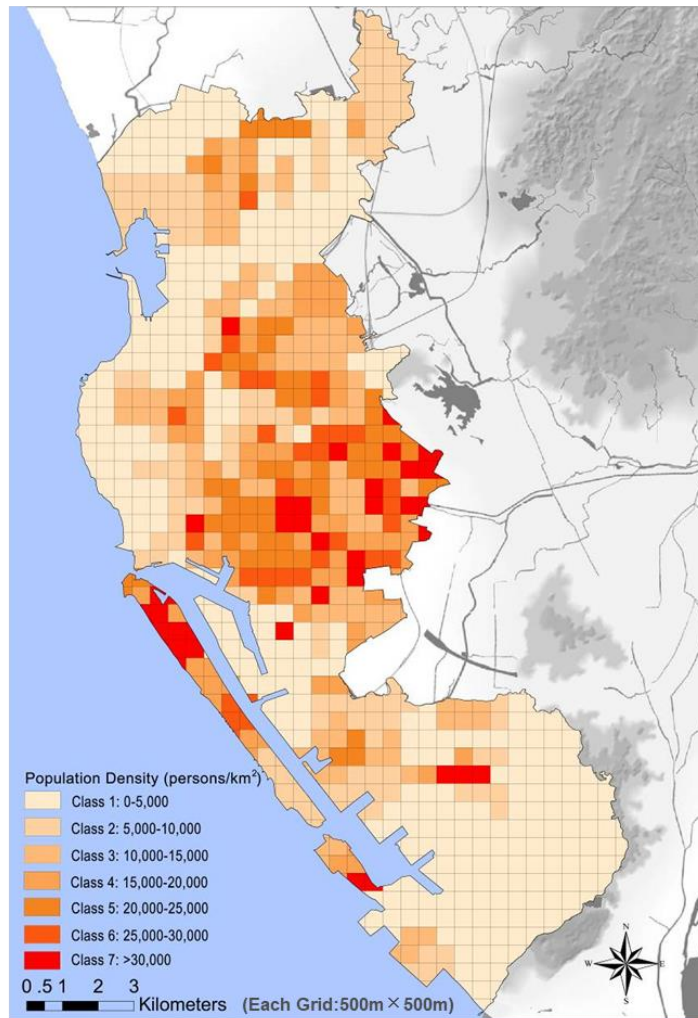 Population Density (persons/km²)
Class 1: 0-5,000
Class 2: 5,000-10,000
Class 3: 10,000-15,000
Class 4: 15,000-20,000
Class 5: 20,000-25,000
Class 6: 25,000-30,000
Class 7: >30,000
N
W E
S
0 .5 1 2 3
Kilometers (Each Grid:500m×500m)